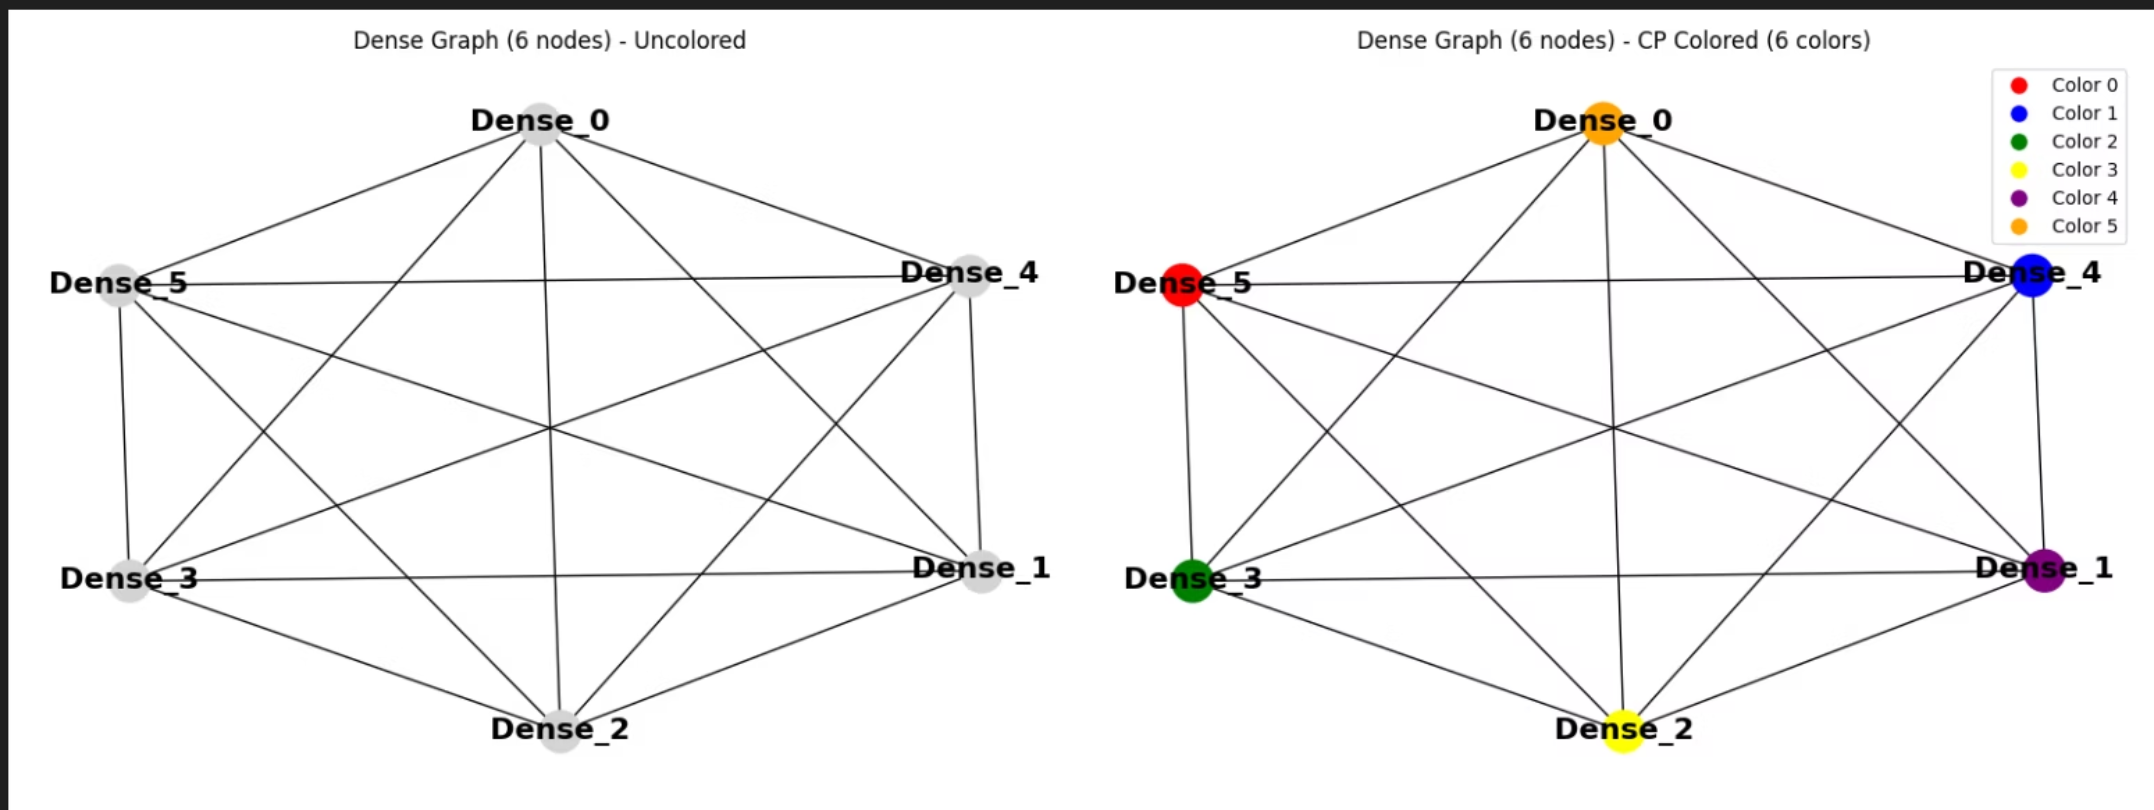 Dense Graph (6 nodes) - Uncolored
Dense_0
Dense_5
Dense_4
Dense_3
Dense_1
Dense_2
Dense Graph (6 nodes) - CP Colored (6 colors)
Color 0
Color 1
Color 2
Color 3
Color 4
Color 5
Dense_0
Dense_5
Dense_4
Dense_3
Dense_1
Dense_2